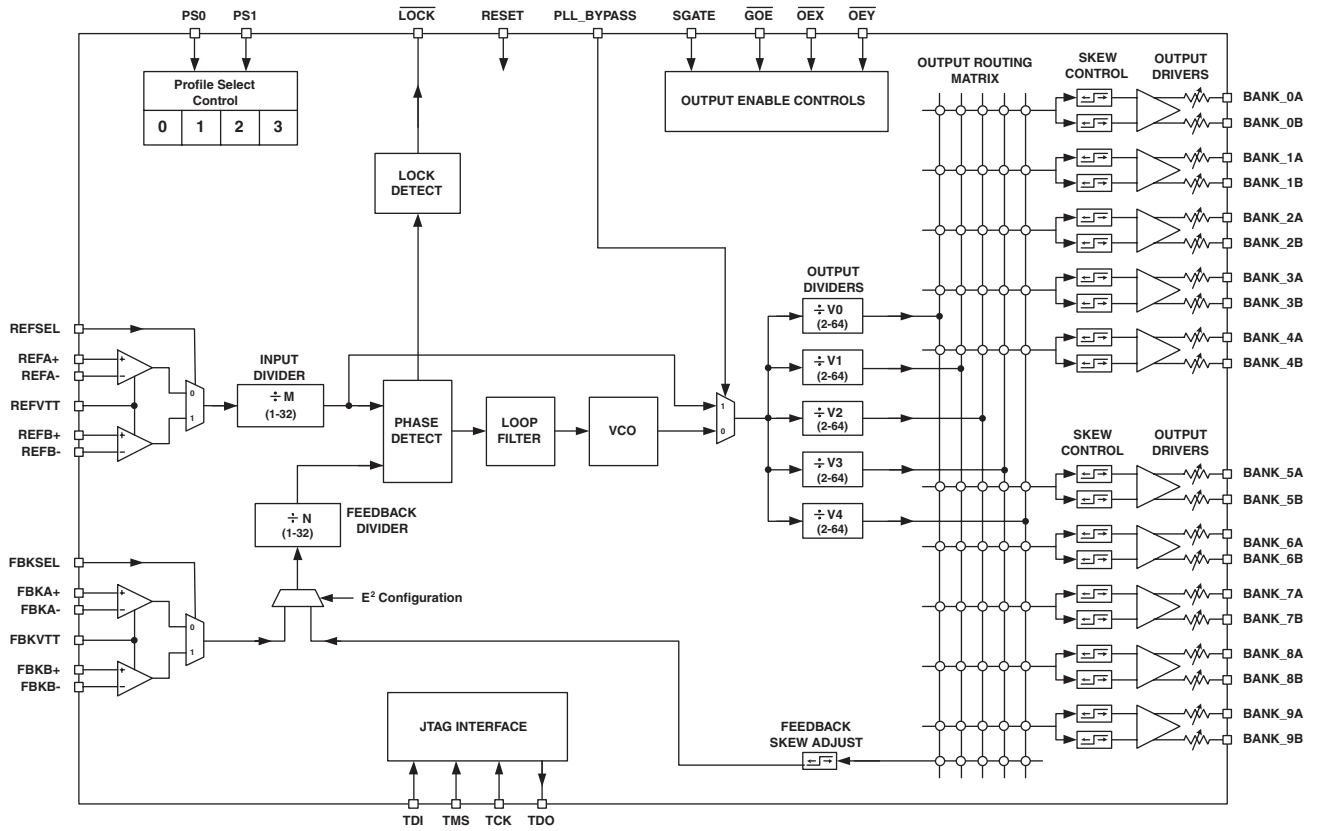 PS0 PS1 LOCK RESET PLL_BYPASS SGATE GOE OEX OEY
Profile Select
Control
0 1 2 3
OUTPUT ENABLE CONTROLS
OUTPUT ROUTING
MATRIX
SKEW
CONTROL
OUTPUT
DRIVERS
BANK_0A
BANK_0B
BANK_1A
BANK_1B
BANK_2A
BANK_2B
BANK_3A
BANK_3B
BANK_4A
BANK_4B
LOCK
DETECT
OUTPUT
DIVIDERS
÷ V0
(2-64)
÷ V1
(2-64)
÷ V2
(2-64)
÷ V3
(2-64)
÷ V4
(2-64)
REFSEL
REFA+
REFA-
REFVTT
REFB+
REFB-
+
−
+
−
0
1
INPUT
DIVIDER
÷ M
(1-32)
PHASE
DETECT
LOOP
FILTER
VCO
1
0
÷ N
(1-32)
FEEDBACK
DIVIDER
SKEW
CONTROL
OUTPUT
DRIVERS
BANK_5A
BANK_5B
BANK_6A
BANK_6B
BANK_7A
BANK_7B
BANK_8A
BANK_8B
BANK_9A
BANK_9B
FBKSEL
FBKA+
FBKA-
FBKVTT
FBKB+
FBKB-
+
−
+
−
0
1
E² Configuration
JTAG INTERFACE
FEEDBACK
SKEW ADJUST
TDI TMS TCK TDO